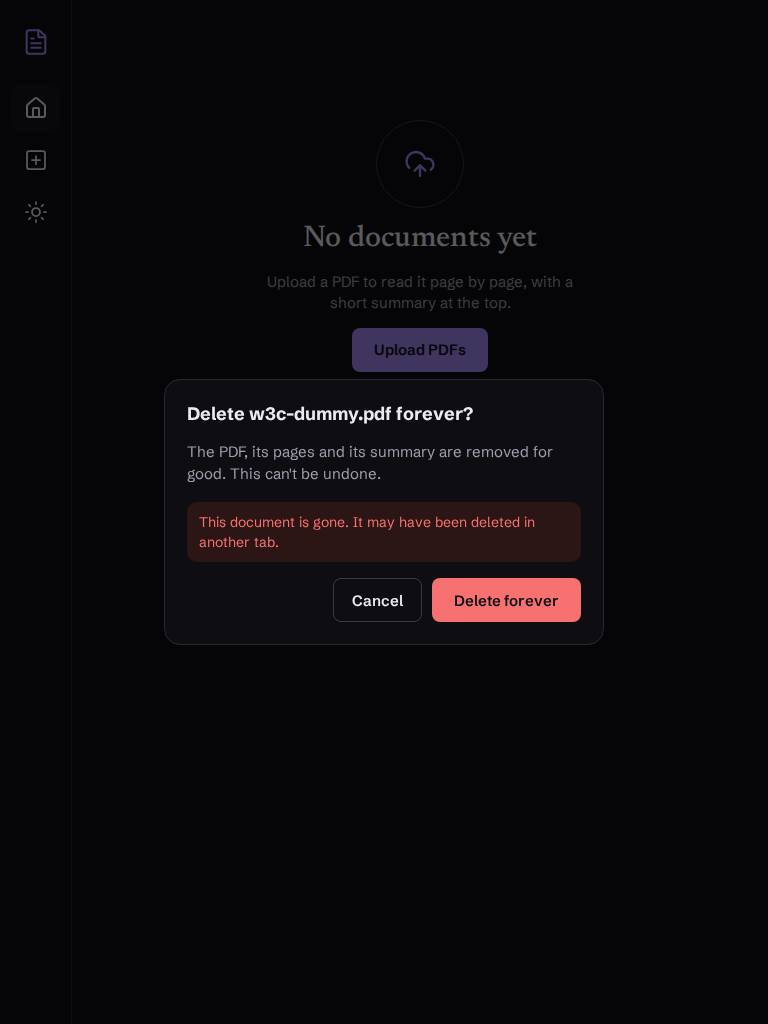 No documents yet
Upload a PDF to read it page by page, with a
short summary at the top.
Upload PDFs
Delete w3c-dummy.pdf forever?
The PDF, its pages and its summary are removed for
good. This can't be undone.
This document is gone. It may have been deleted in
another tab.
Cancel
Delete forever